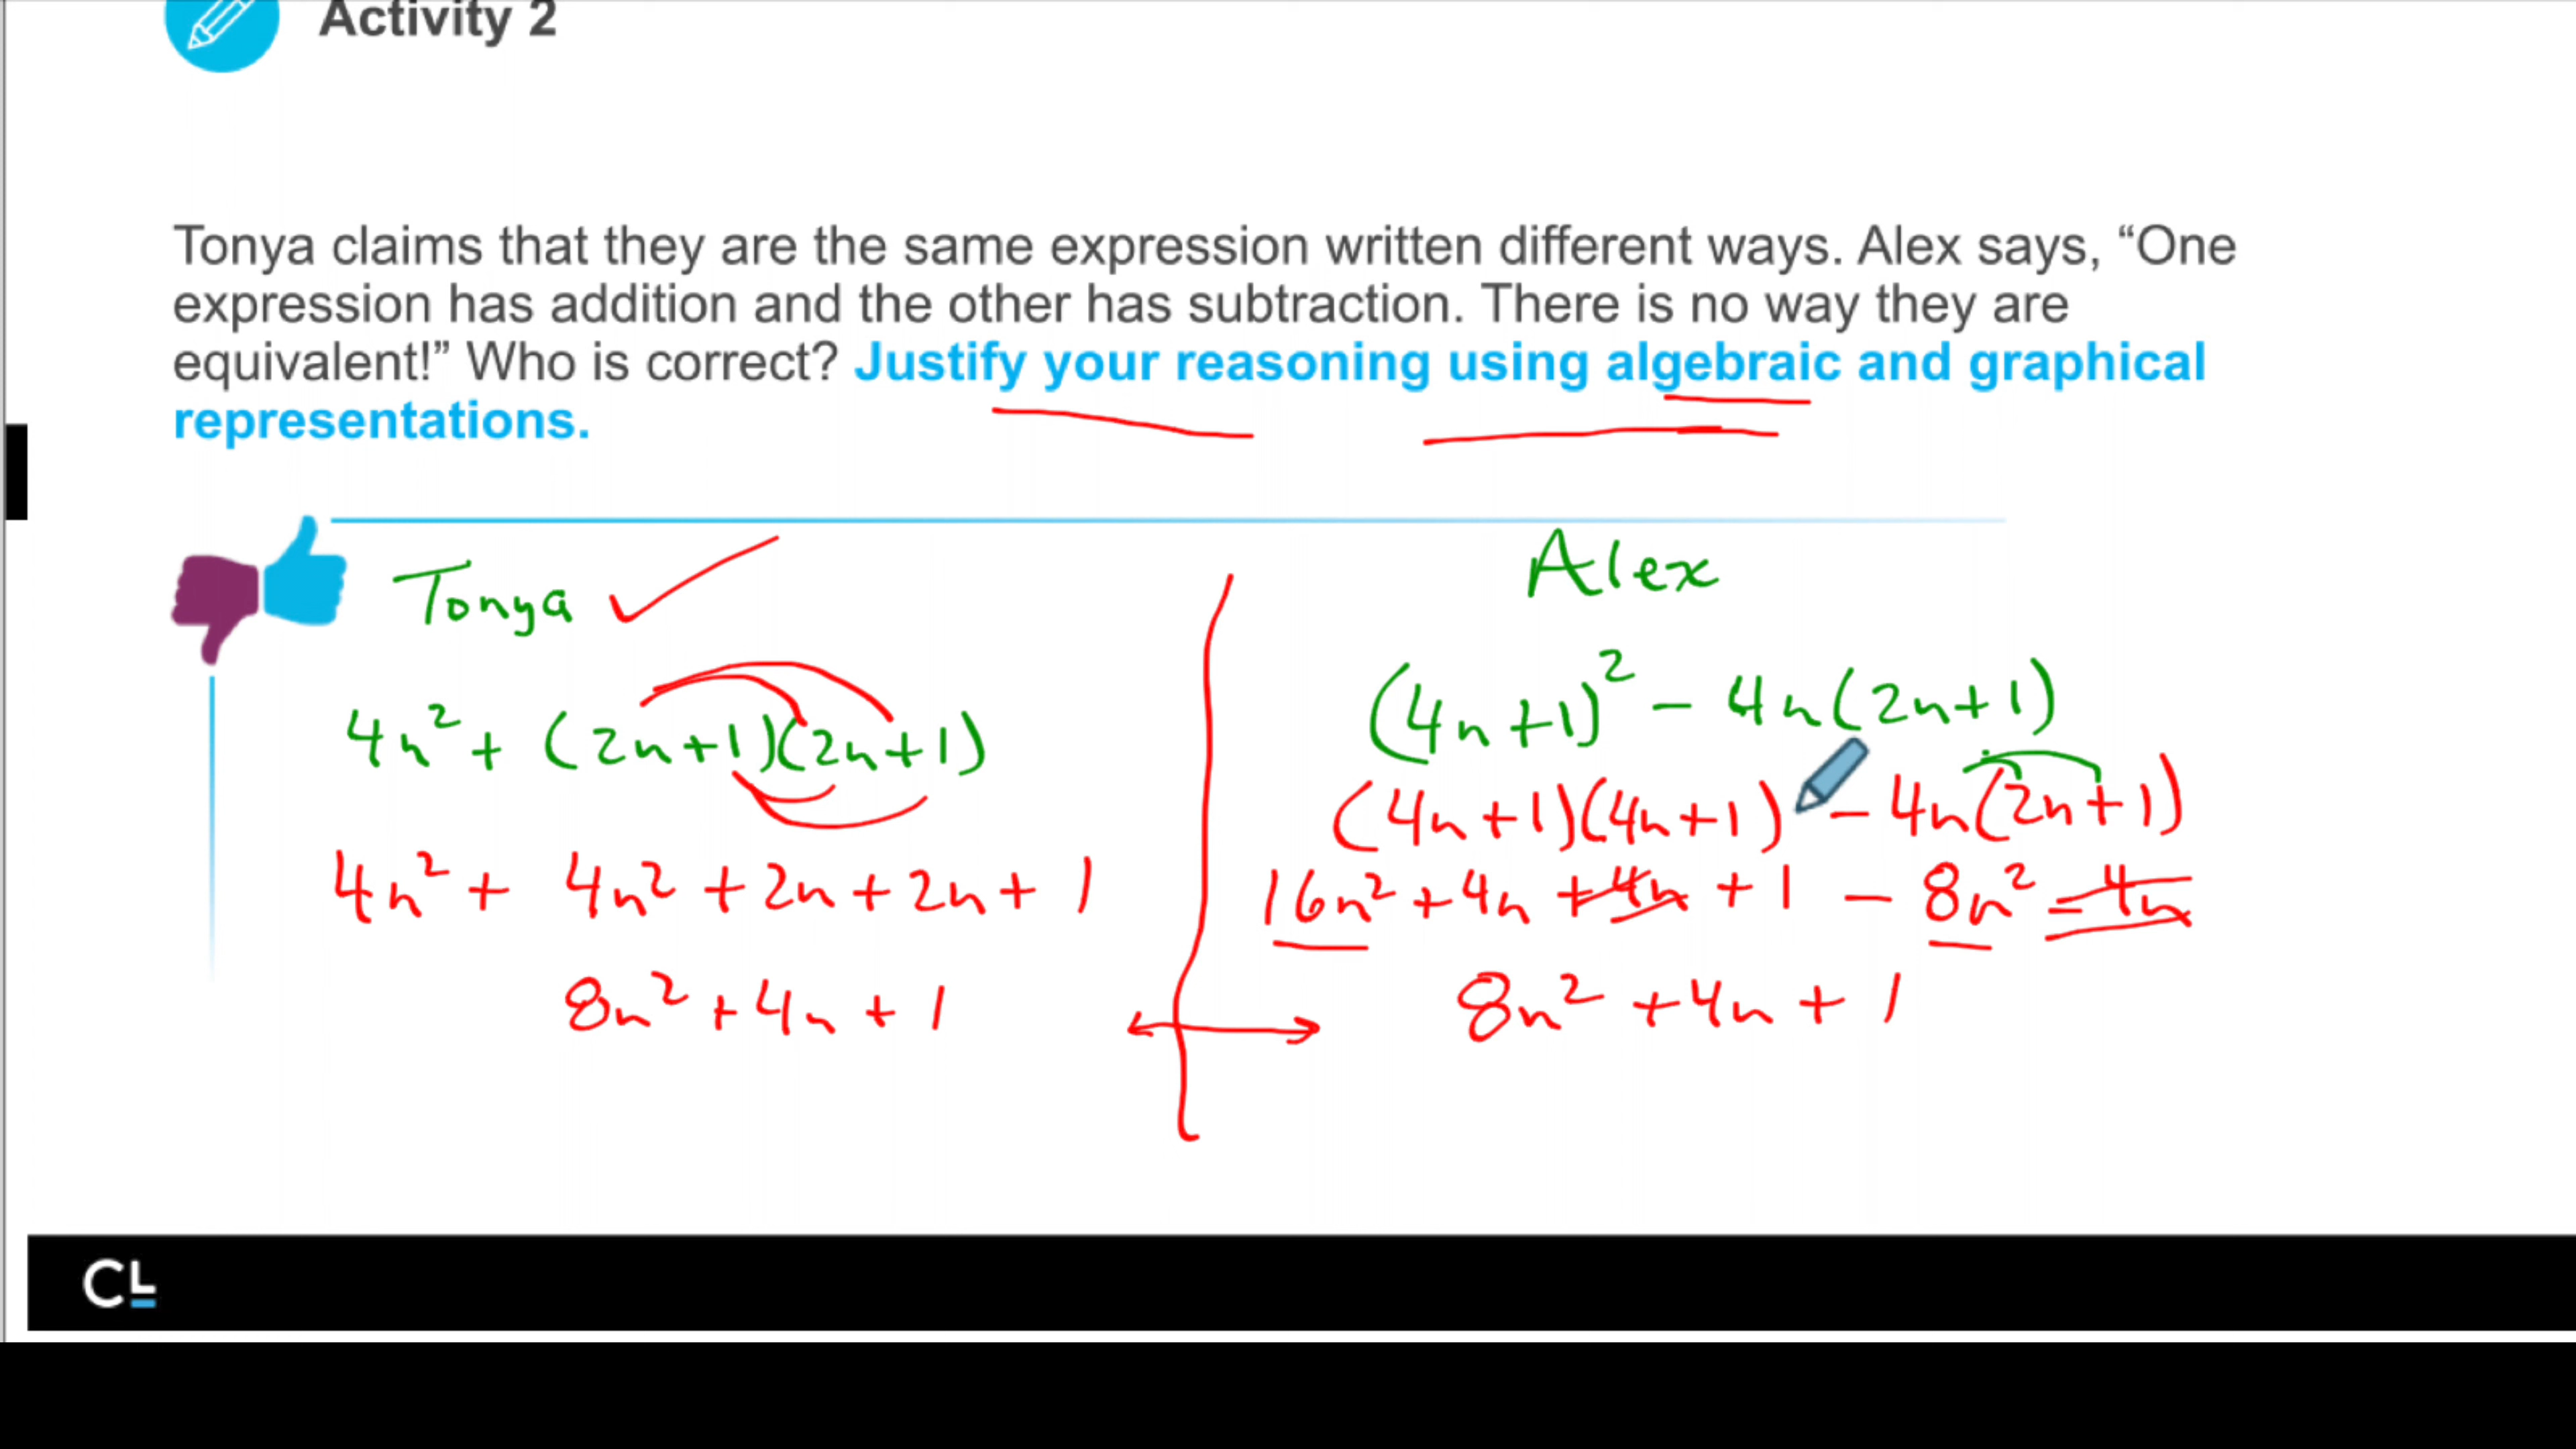 Activity 2
Tonya claims that they are the same expression written different ways. Alex says, “One
expression has addition and the other has subtraction. There is no way they are
equivalent!” Who is correct? Justify your reasoning using algebraic and graphical
representations.
Tonya ✓
4n² + (2n+1)(2n+1)
4n² + 4n² + 2n + 2n + 1
8n² + 4n + 1
Alex
(4n+1)² - 4n(2n+1)
(4n+1)(4n+1) - 4n(2n+1)
16n² + 4n + 4n + 1 - 8n² - 4n
8n² + 4n + 1
CL